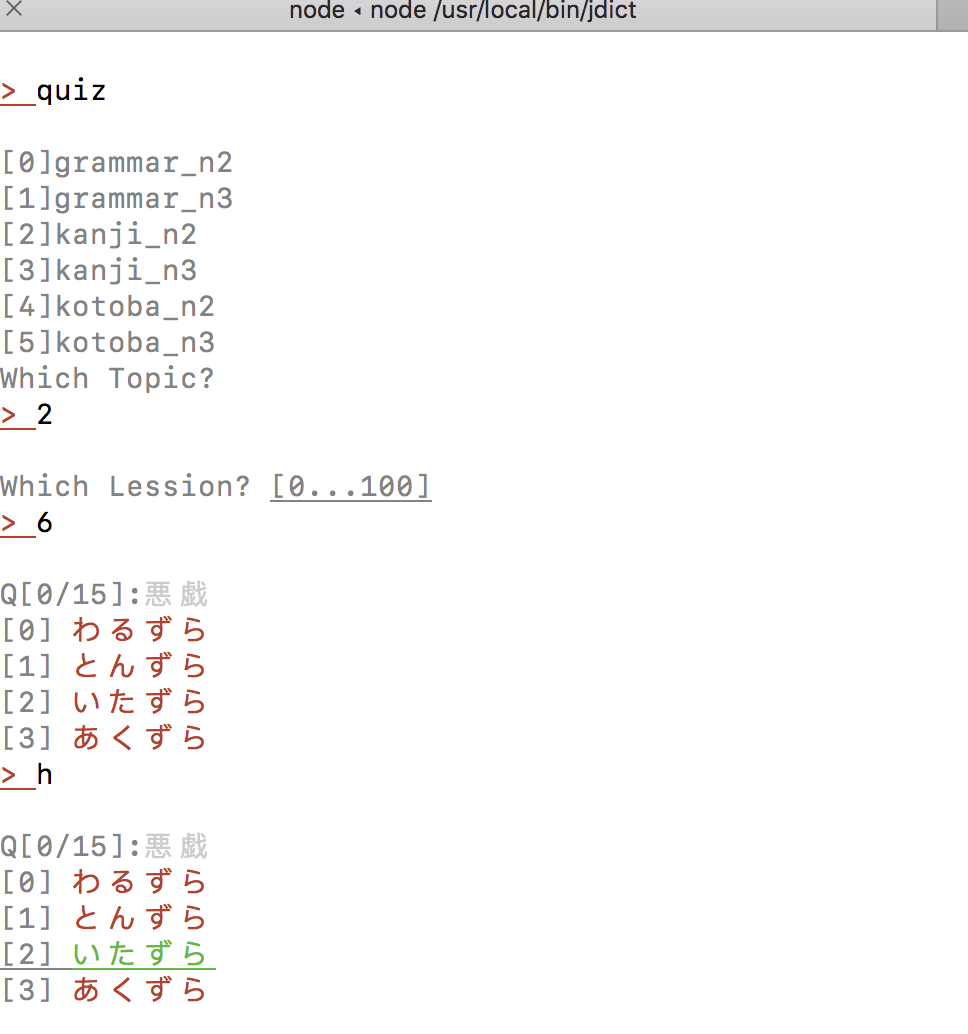 node ◂ node /usr/local/bin/jdict
> quiz
[0]grammar_n2
[1]grammar_n3
[2]kanji_n2
[3]kanji_n3
[4]kotoba_n2
[5]kotoba_n3
Which Topic?
> 2
Which Lession? [0...100]
> 6
Q[0/15]:悪戯
[0] わるずら
[1] とんずら
[2] いたずら
[3] あくずら
> h
Q[0/15]:悪戯
[0] わるずら
[1] とんずら
[2] いたずら
[3] あくずら